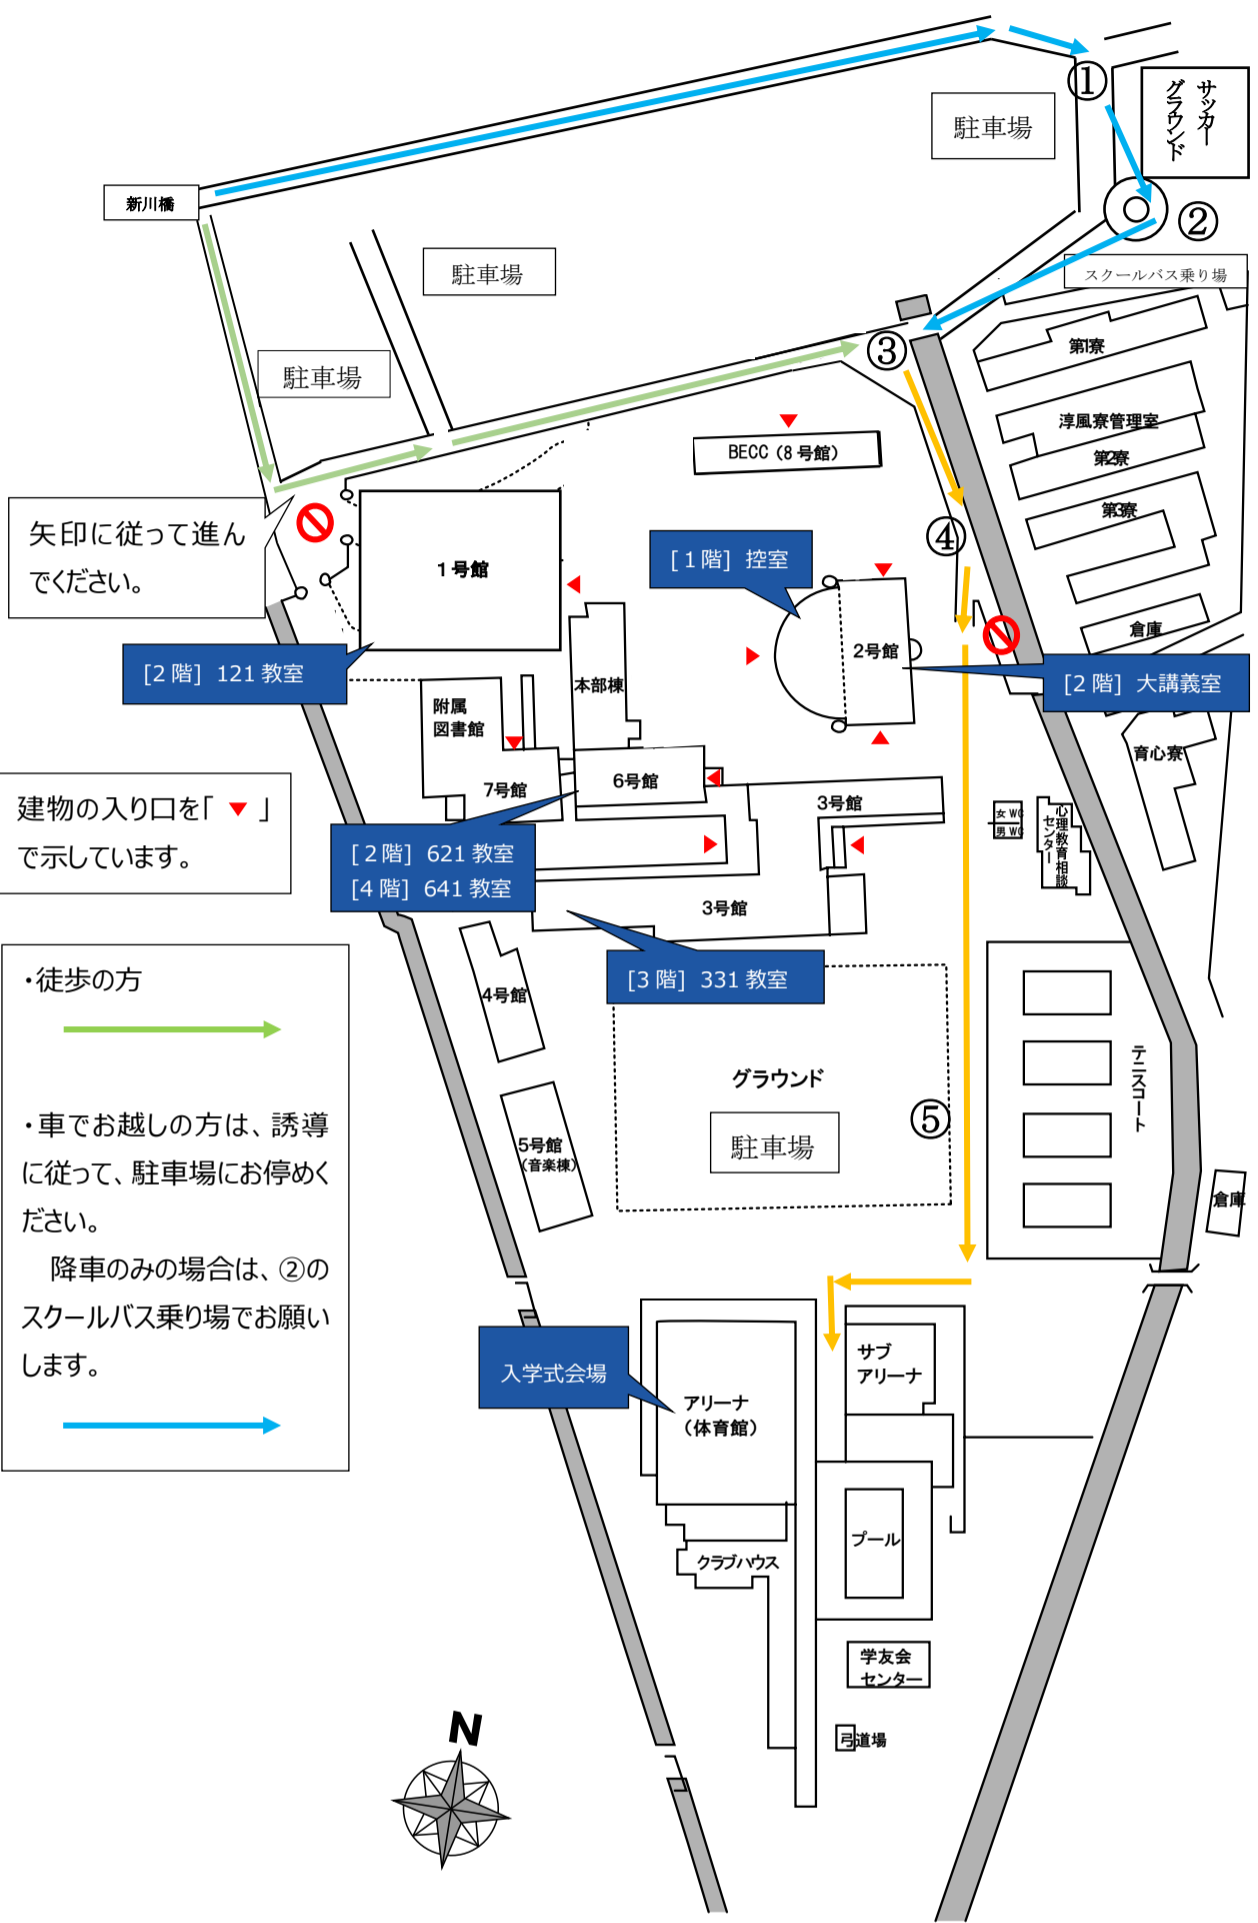 ①
サッカー
グラウンド
駐車場
新川橋
②
スクールバス乗り場
駐車場
駐車場
③
第1寮
淳風寮管理室
第2寮
第3寮
BECC（8号館）
矢印に従って進ん
でください。
④
[１階] 控室
1号館
倉庫
2号館
[2階] 121教室
本部棟
[2階] 大講義室
附属
図書館
育心寮
7号館
6号館
3号館
女 WC
男 WC
心理教育相談
センター
建物の入り口を「▼」
で示しています。
[２階] 621教室
[4階] 641教室
3号館
[3階] 331教室
4号館
・徒歩の方
グラウンド
駐車場
⑤
テニスコート
5号館
（音楽棟）
倉庫
・車でお越しの方は、誘導
に従って、駐車場にお停めく
ださい。
降車のみの場合は、②の
スクールバス乗り場でお願い
します。
入学式会場
アリーナ
（体育館）
サブ
アリーナ
プール
クラブハウス
学友会
センター
弓道場
N